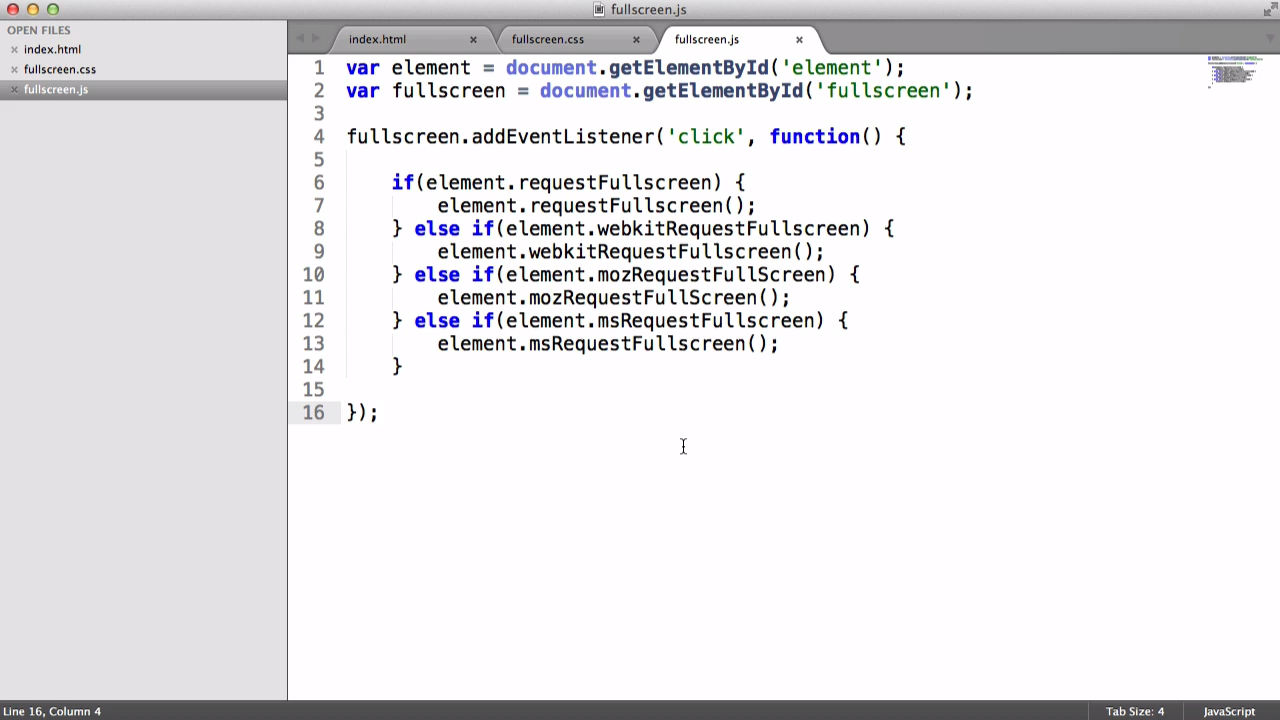 fullscreen.js
OPEN FILES
index.html
fullscreen.css
fullscreen.js
index.html
fullscreen.css
fullscreen.js
1 var element = document.getElementById('element');
2 var fullscreen = document.getElementById('fullscreen');
3
4 fullscreen.addEventListener('click', function() {
5
6     if(element.requestFullscreen) {
7         element.requestFullscreen();
8     } else if(element.webkitRequestFullscreen) {
9         element.webkitRequestFullscreen();
10     } else if(element.mozRequestFullScreen) {
11         element.mozRequestFullScreen();
12     } else if(element.msRequestFullscreen) {
13         element.msRequestFullscreen();
14     }
15
16 });
Line 16, Column 4
Tab Size: 4
JavaScript